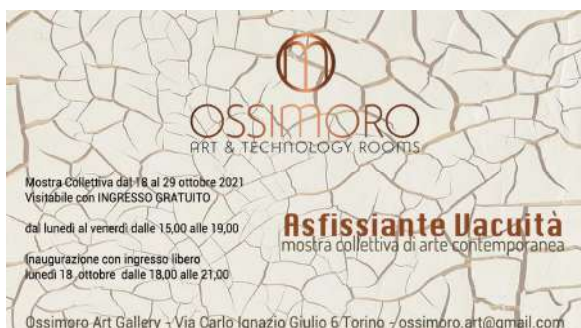 OSSIMORO
ART & TECHNOLOGY ROOMS
Mostra Collettiva dal 18 al 29 ottobre 2021
Visitabile con INGRESSO GRATUITO
dal lunedì al venerdì dalle 15,00 alle 19,00
Inaugurazione con ingresso libero
lunedì 18 ottobre dalle 18,00 alle 21,00
Asfissiante Vacuità
mostra collettiva di arte contemporanea
Ossimoro Art Gallery - Via Carlo Ignazio Giulio 6 Torino - ossimoro.art@gmail.com